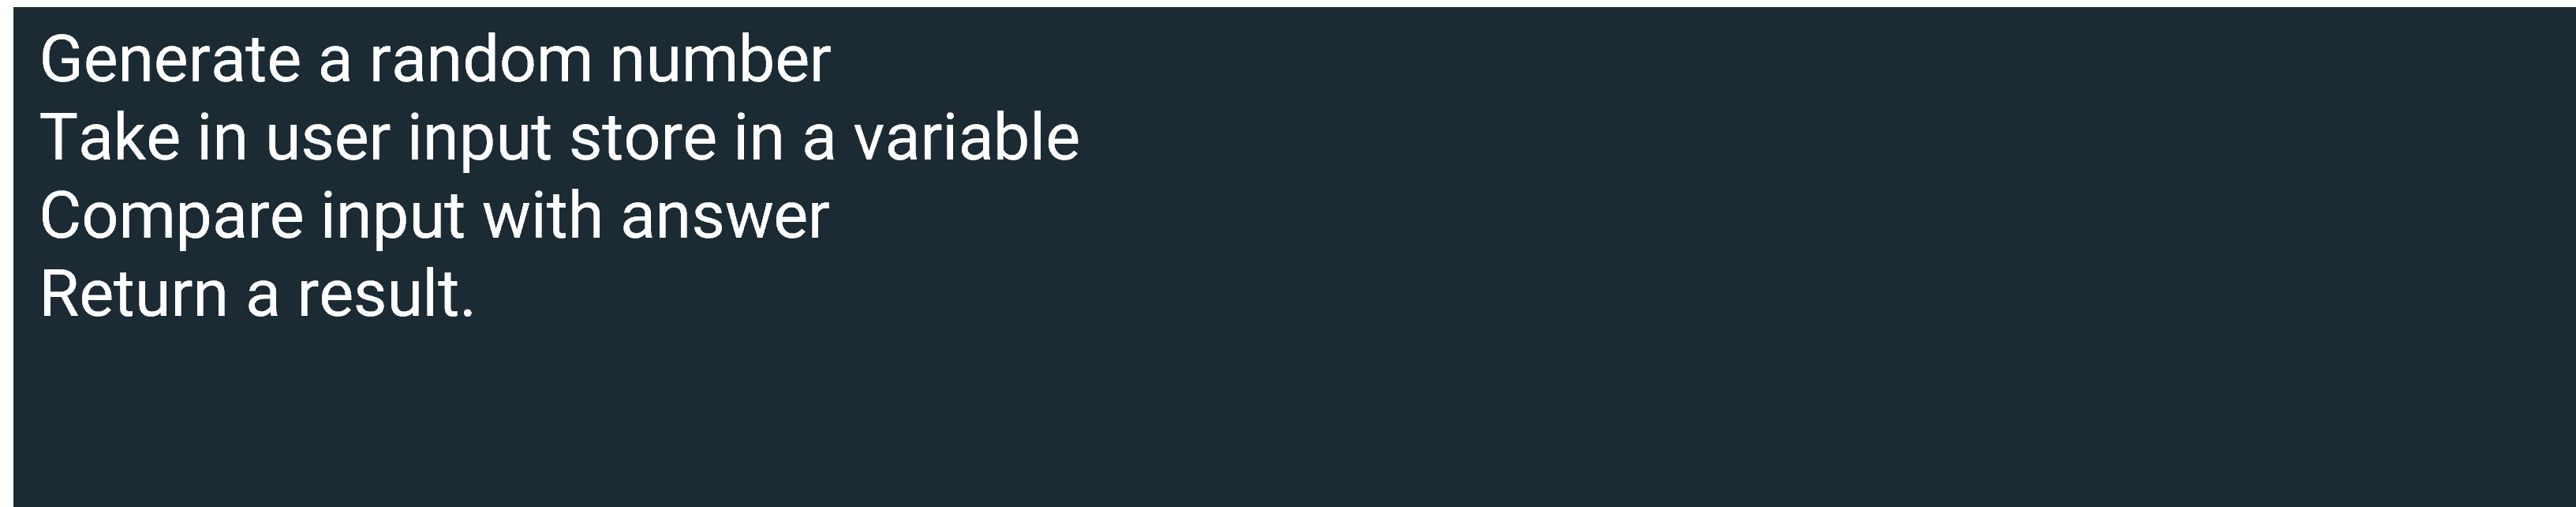 Generate a random number
Take in user input store in a variable
Compare input with answer
Return a result.